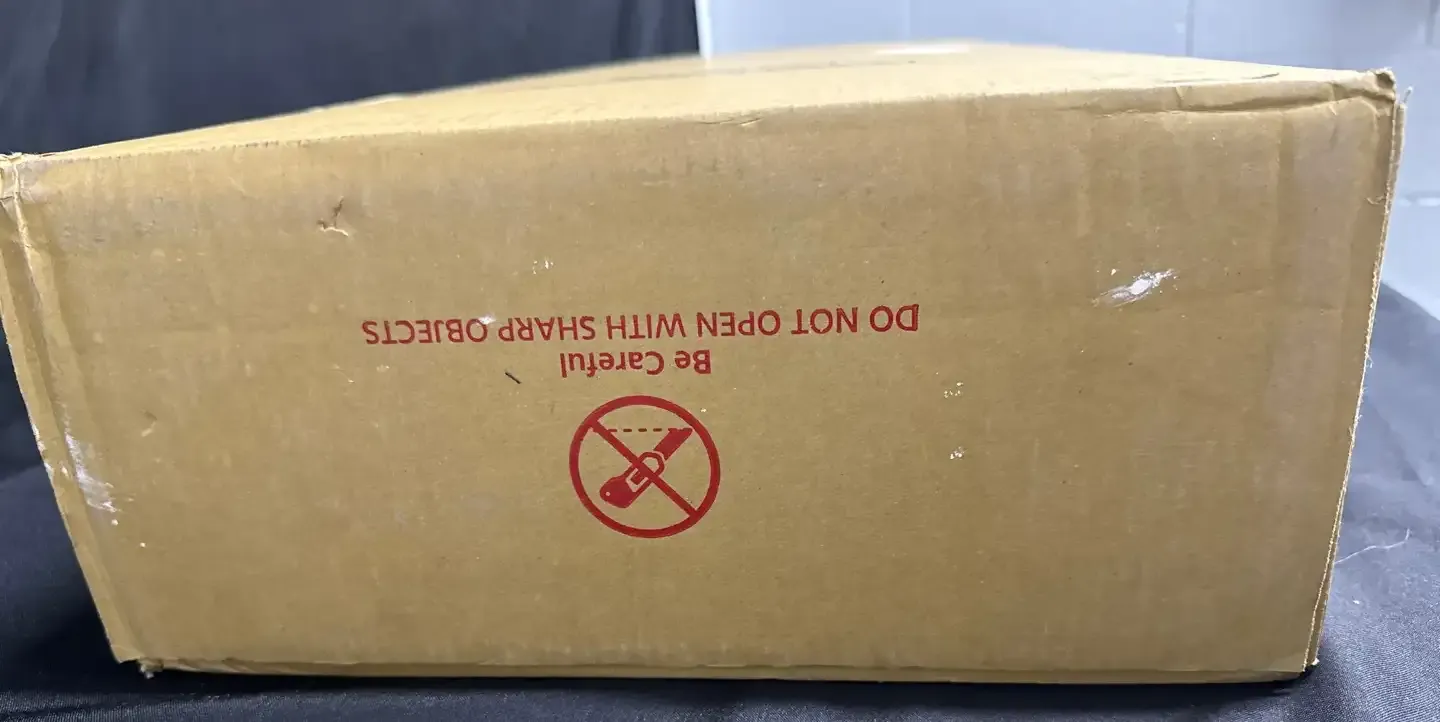 Be Careful
DO NOT OPEN WITH SHARP OBJECTS